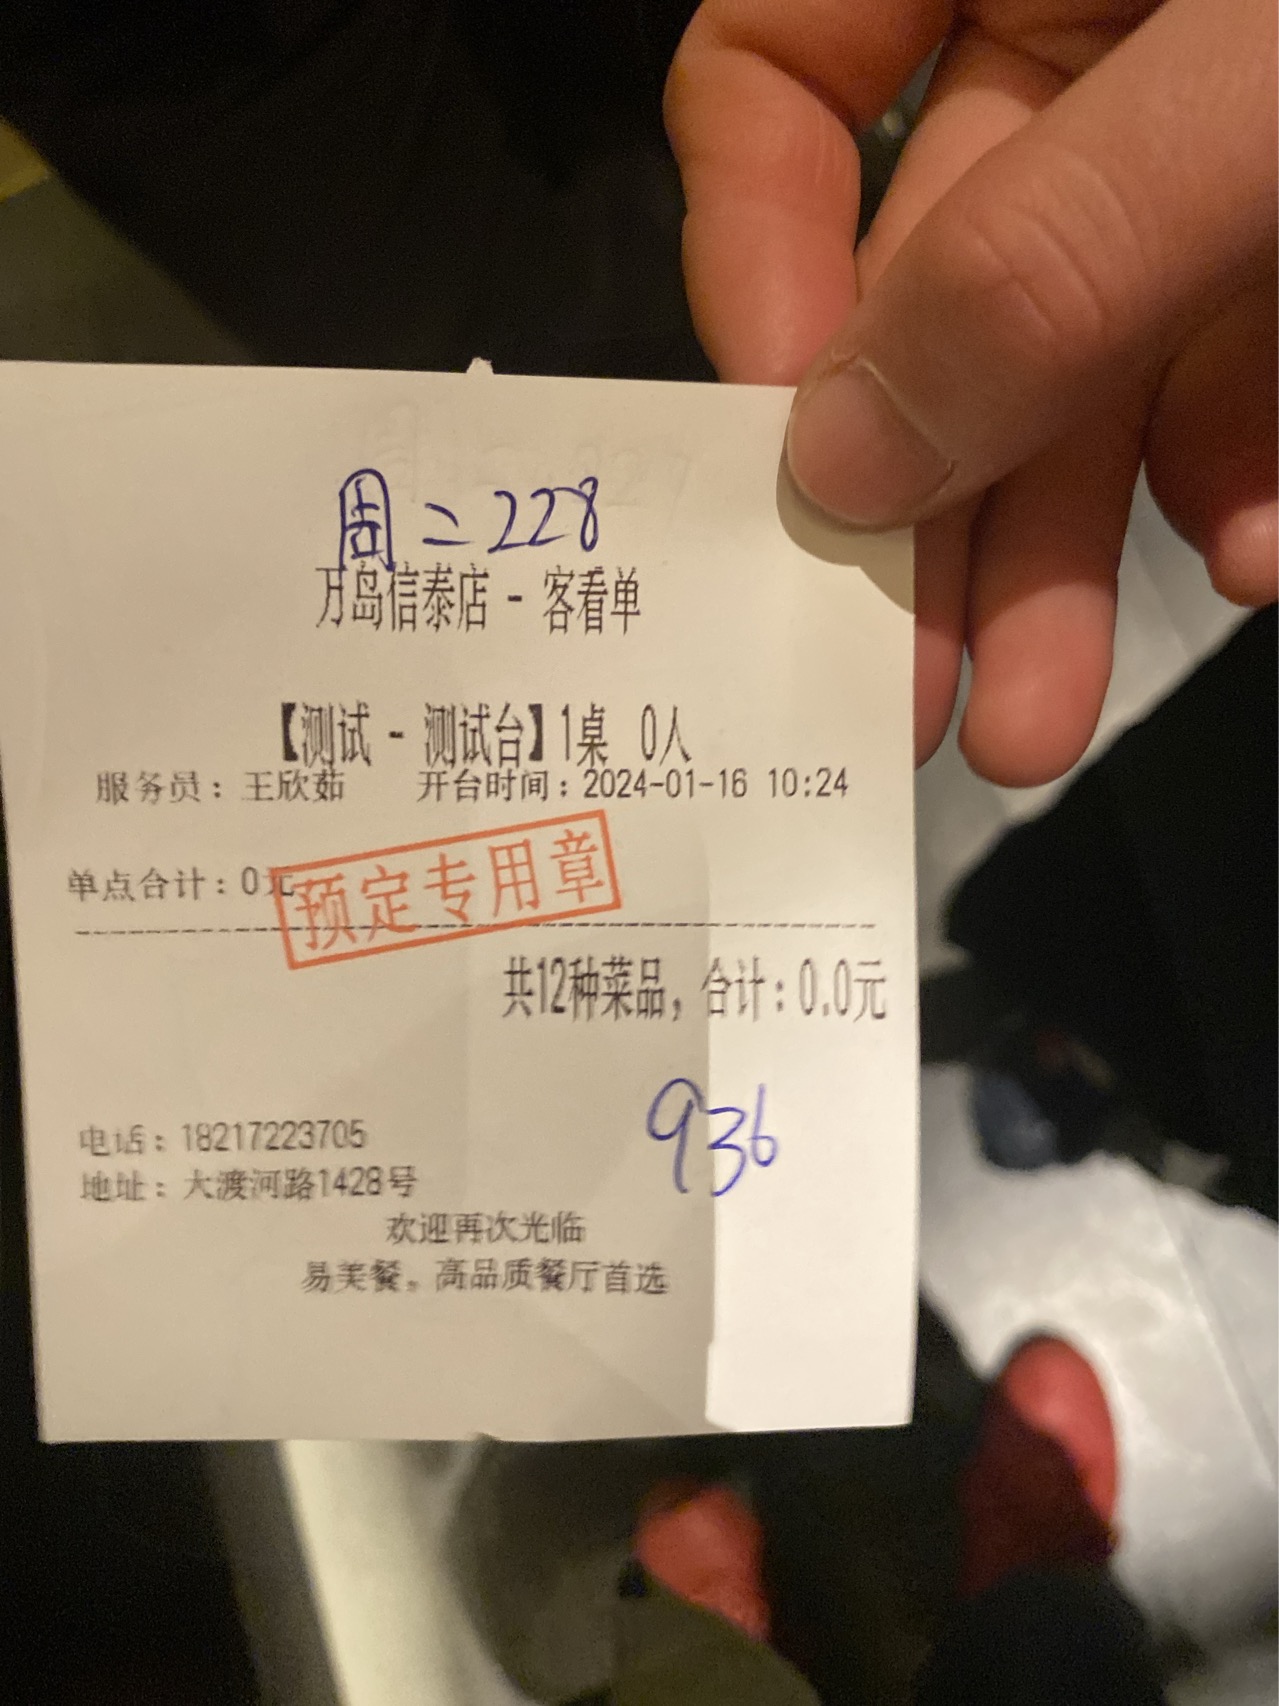 周二 228
万岛信泰店 - 客看单
【测试 - 测试台】1桌 0人
服务员：王欣茹 开台时间：2024-01-16 10:24
单点合计：0元
预定专用章
共12种菜品，合计：0.0元
936
电话：18217223705
地址：大渡河路1428号
欢迎再次光临
易美餐。高品质餐厅首选